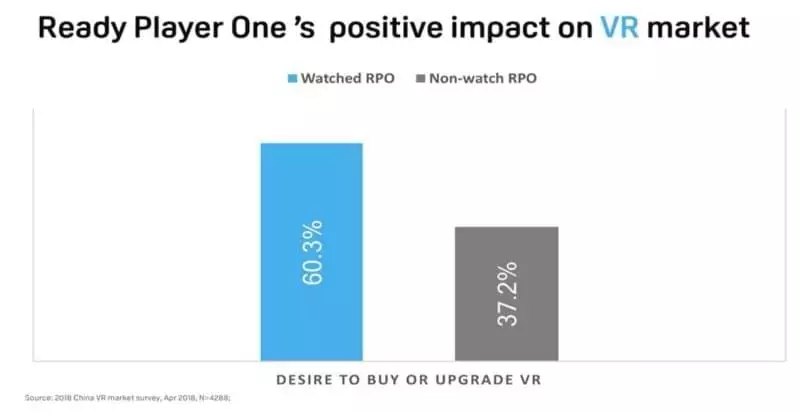 Ready Player One ’s positive impact on VR market
Watched RPO Non-watch RPO
60.3%
37.2%
DESIRE TO BUY OR UPGRADE VR
Source: 2018 China VR market survey, Apr 2018, N=4288;